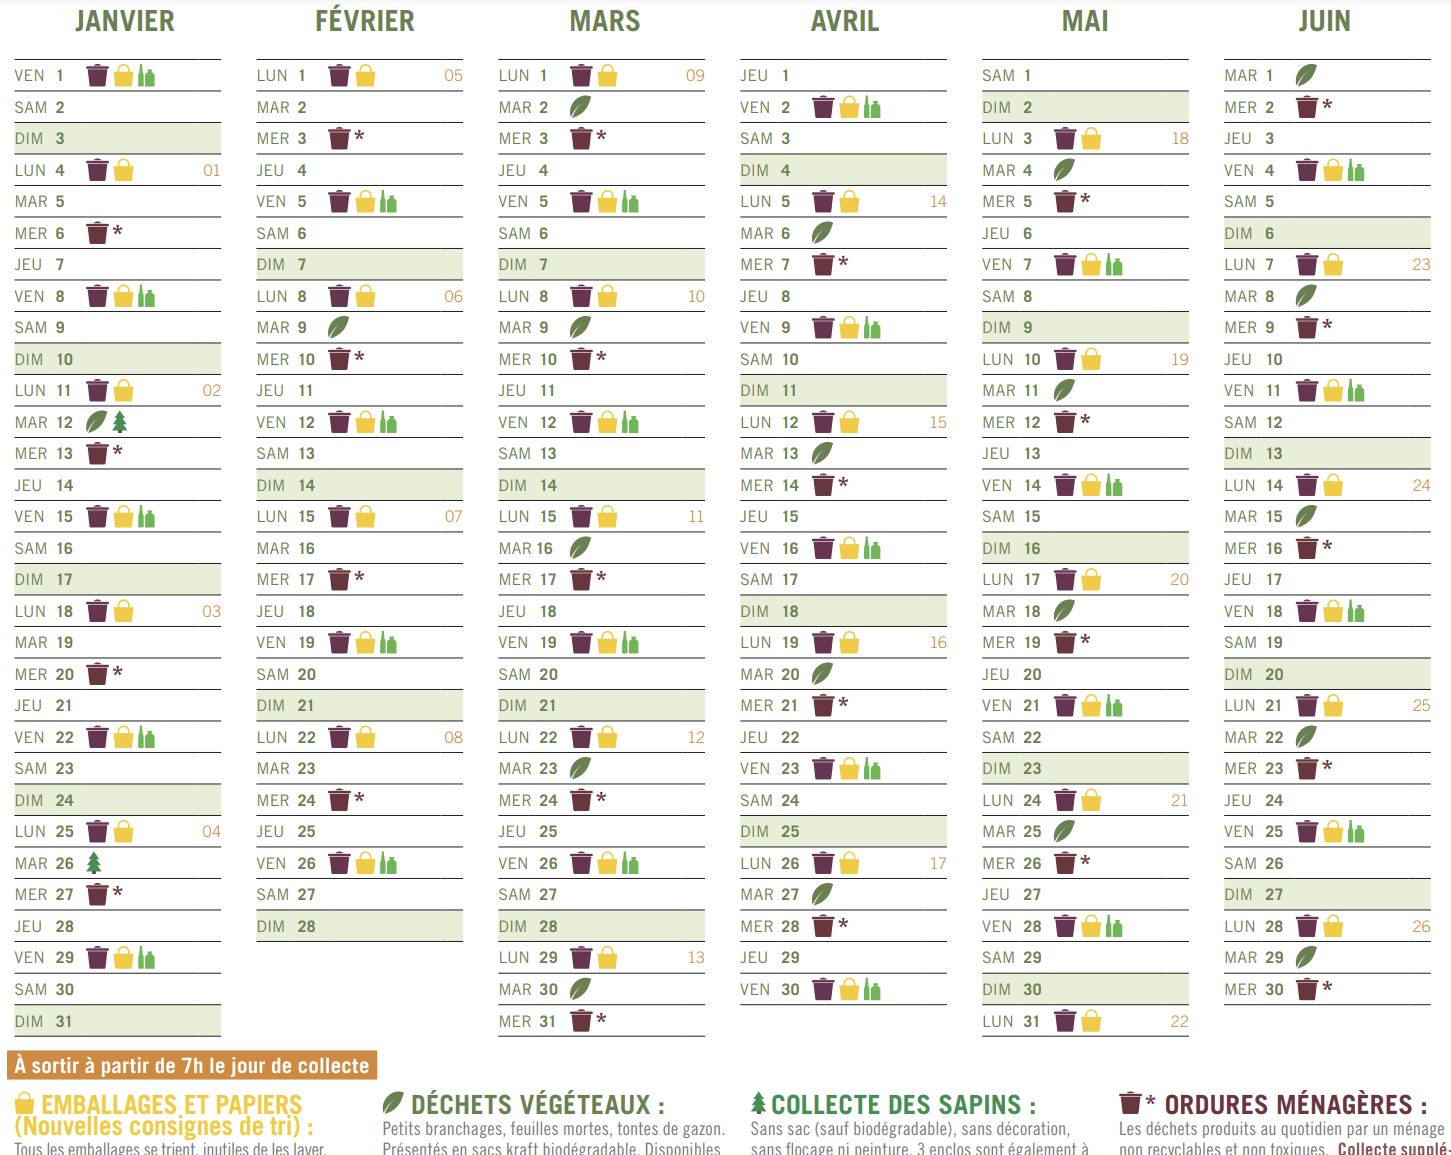 JANVIER
VEN 1
SAM 2
DIM 3
LUN 4 01
MAR 5
MER 6 *
JEU 7
VEN 8
SAM 9
DIM 10
LUN 11 02
MAR 12
MER 13 *
JEU 14
VEN 15
SAM 16
DIM 17
LUN 18 03
MAR 19
MER 20 *
JEU 21
VEN 22
SAM 23
DIM 24
LUN 25 04
MAR 26
MER 27 *
JEU 28
VEN 29
SAM 30
DIM 31
FÉVRIER
LUN 1 05
MAR 2
MER 3 *
JEU 4
VEN 5
SAM 6
DIM 7
LUN 8 06
MAR 9
MER 10 *
JEU 11
VEN 12
SAM 13
DIM 14
LUN 15 07
MAR 16
MER 17 *
JEU 18
VEN 19
SAM 20
DIM 21
LUN 22 08
MAR 23
MER 24 *
JEU 25
VEN 26
SAM 27
DIM 28
MARS
LUN 1 09
MAR 2
MER 3 *
JEU 4
VEN 5
SAM 6
DIM 7
LUN 8 10
MAR 9
MER 10 *
JEU 11
VEN 12
SAM 13
DIM 14
LUN 15 11
MAR 16
MER 17 *
JEU 18
VEN 19
SAM 20
DIM 21
LUN 22 12
MAR 23
MER 24 *
JEU 25
VEN 26
SAM 27
DIM 28
LUN 29 13
MAR 30
MER 31 *
AVRIL
JEU 1
VEN 2
SAM 3
DIM 4
LUN 5 14
MAR 6
MER 7 *
JEU 8
VEN 9
SAM 10
DIM 11
LUN 12 15
MAR 13
MER 14 *
JEU 15
VEN 16
SAM 17
DIM 18
LUN 19 16
MAR 20
MER 21 *
JEU 22
VEN 23
SAM 24
DIM 25
LUN 26 17
MAR 27
MER 28 *
JEU 29
VEN 30
MAI
SAM 1
DIM 2
LUN 3 18
MAR 4
MER 5 *
JEU 6
VEN 7
SAM 8
DIM 9
LUN 10 19
MAR 11
MER 12 *
JEU 13
VEN 14
SAM 15
DIM 16
LUN 17 20
MAR 18
MER 19 *
JEU 20
VEN 21
SAM 22
DIM 23
LUN 24 21
MAR 25
MER 26 *
JEU 27
VEN 28
SAM 29
DIM 30
LUN 31 22
JUIN
MAR 1
MER 2 *
JEU 3
VEN 4
SAM 5
DIM 6
LUN 7 23
MAR 8
MER 9 *
JEU 10
VEN 11
SAM 12
DIM 13
LUN 14 24
MAR 15
MER 16 *
JEU 17
VEN 18
SAM 19
DIM 20
LUN 21 25
MAR 22
MER 23 *
JEU 24
VEN 25
SAM 26
DIM 27
LUN 28 26
MAR 29
MER 30 *
À sortir à partir de 7h le jour de collecte
EMBALLAGES ET PAPIERS
(Nouvelles consignes de tri) :
Tous les emballages se trient, inutiles de les laver.
DÉCHETS VÉGÉTEAUX :
Petits branchages, feuilles mortes, tontes de gazon.
Présentés en sacs kraft biodégradable. Disponibles
COLLECTE DES SAPINS :
Sans sac (sauf biodégradable), sans décoration,
sans flocage ni peinture. 3 enclos sont également à
* ORDURES MÉNAGÈRES :
Les déchets produits au quotidien par un ménage
non recyclables et non toxiques. Collecte supplé-